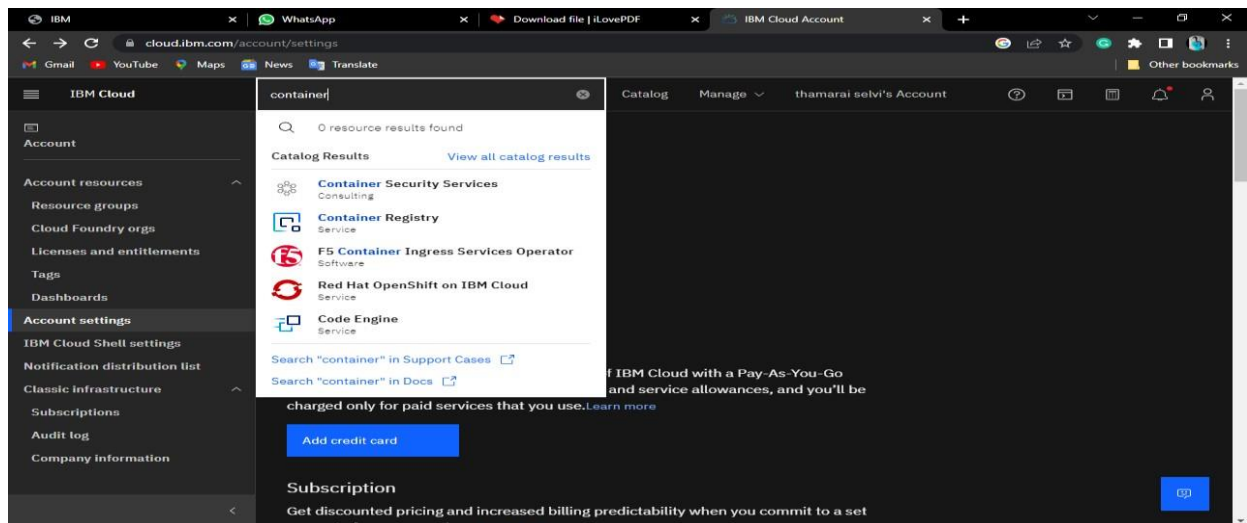 IBM
WhatsApp
Download file | iLovePDF
IBM Cloud Account
cloud.ibm.com/account/settings
Gmail
YouTube
Maps
News
Translate
Other bookmarks
IBM Cloud
container
Catalog
Manage
thamarai selvi's Account
Account
Account resources
Resource groups
Cloud Foundry orgs
Licenses and entitlements
Tags
Dashboards
Account settings
IBM Cloud Shell settings
Notification distribution list
Classic infrastructure
Subscriptions
Audit log
Company information
0 resource results found
Catalog Results
View all catalog results
Container Security Services
Consulting
Container Registry
Service
F5 Container Ingress Services Operator
Software
Red Hat OpenShift on IBM Cloud
Service
Code Engine
Service
Search "container" in Support Cases
Search "container" in Docs
f IBM Cloud with a Pay-As-You-Go
and service allowances, and you'll be
charged only for paid services that you use. Learn more
Add credit card
Subscription
Get discounted pricing and increased billing predictability when you commit to a set